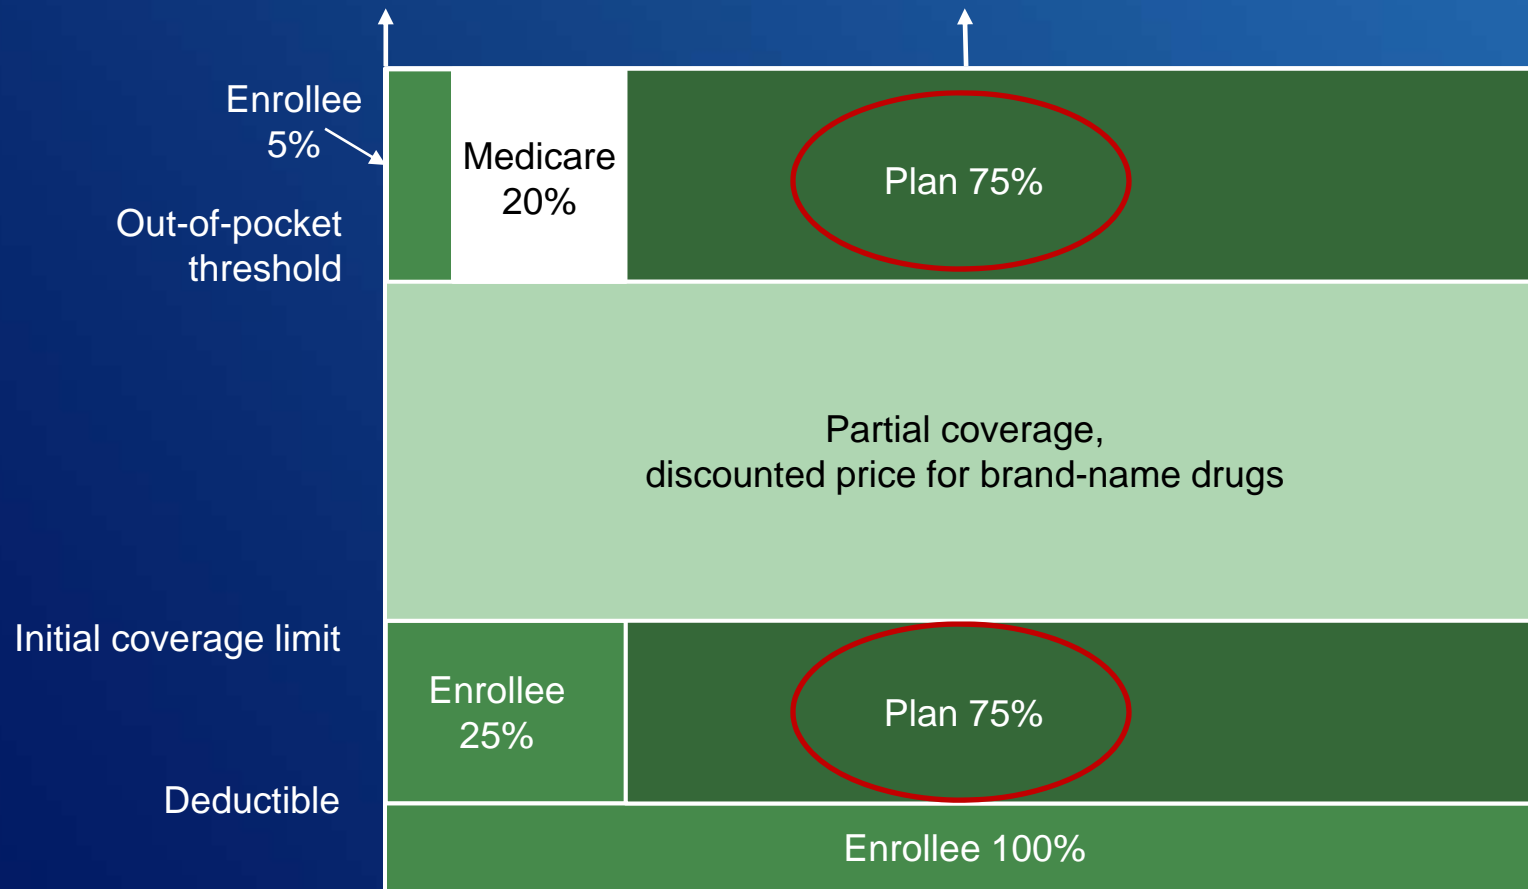 Enrollee
5%
Medicare
20%
Plan 75%
Out-of-pocket
threshold
Partial coverage,
discounted price for brand-name drugs
Initial coverage limit
Enrollee
25%
Plan 75%
Deductible
Enrollee 100%